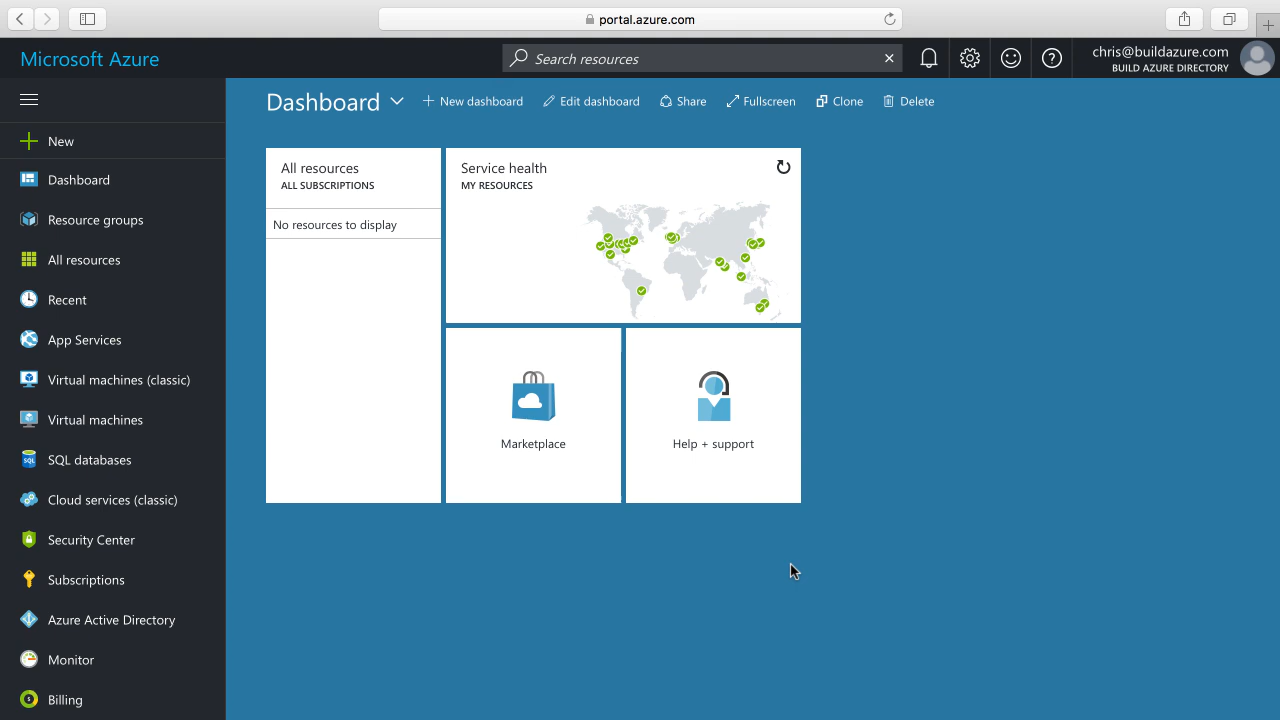 portal.azure.com
Microsoft Azure
Search resources
chris@buildazure.com
BUILD AZURE DIRECTORY
New
Dashboard
Resource groups
All resources
Recent
App Services
Virtual machines (classic)
Virtual machines
SQL databases
Cloud services (classic)
Security Center
Subscriptions
Azure Active Directory
Monitor
Billing
Dashboard
New dashboard
Edit dashboard
Share
Fullscreen
Clone
Delete
All resources
ALL SUBSCRIPTIONS
No resources to display
Service health
MY RESOURCES
Marketplace
Help + support